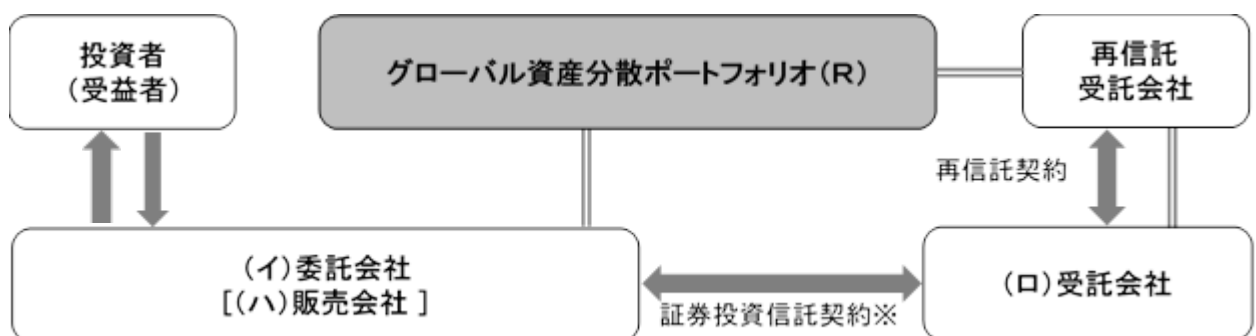 投資者
(受益者)
グローバル資産分散ポートフォリオ(R)
再信託
受託会社
再信託契約
(イ)委託会社
[(ハ)販売会社 ]
証券投資信託契約※
(ロ)受託会社